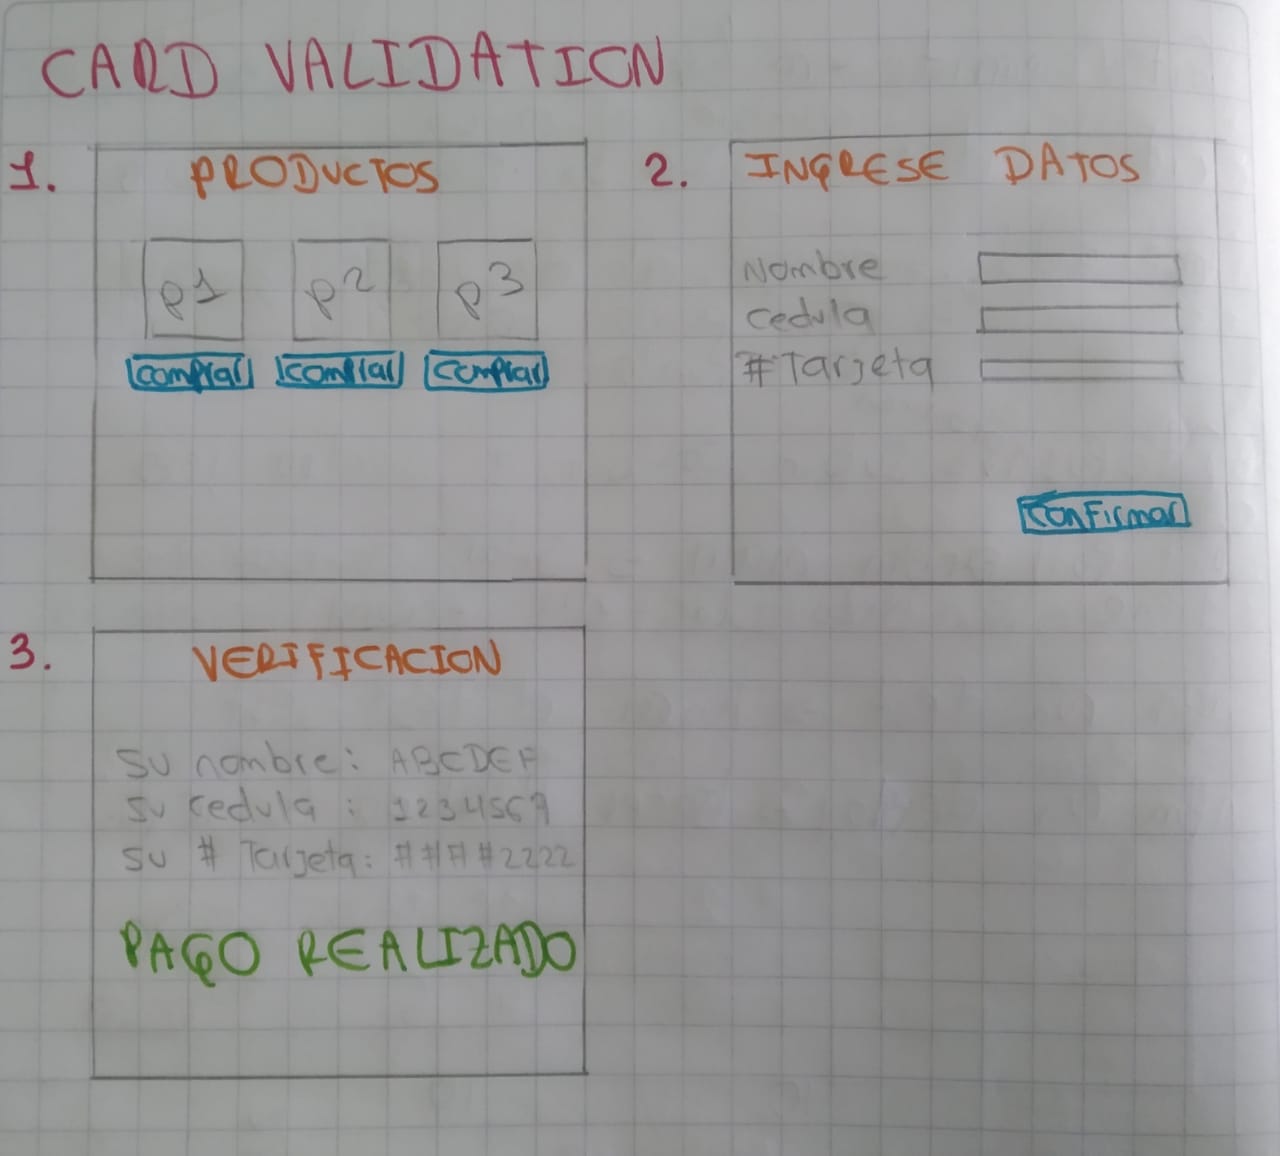 CARD VALIDATION
1. PRODUCTOS
P1 P2 P3
comprar comprar comprar
2. INGRESE DATOS
Nombre
cedula
#Tarjeta
confirmar
3. VERIFICACION
Su nombre: ABCDEF
Su cedula : 1234567
Su # Tarjeta: ####2222
PAGO REALIZADO